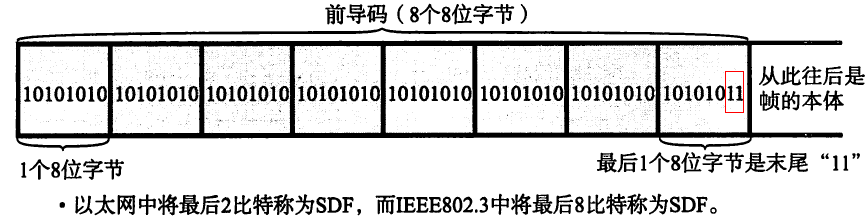 前导码（8个8位字节）
10101010 10101010 10101010 10101010 10101010 10101010 10101010 10101011 从此往后是
帧的本体
1个8位字节 最后1个8位字节是末尾“11”
・以太网中将最后2比特称为SDF，而IEEE802.3中将最后8比特称为SDF。